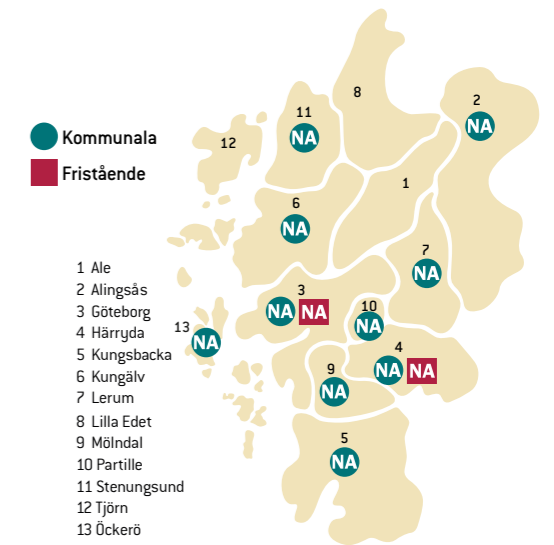 8
11
2
NA
NA
12
Kommunala
Fristående
1
6
NA
7
NA
1 Ale
2 Alingsås
3 Göteborg
4 Härryda
5 Kungsbacka
6 Kungälv
7 Lerum
8 Lilla Edet
9 Mölndal
10 Partille
11 Stenungsund
12 Tjörn
13 Öckerö
3
NA NA
10
NA
13
NA
4
NA NA
9
NA
5
NA